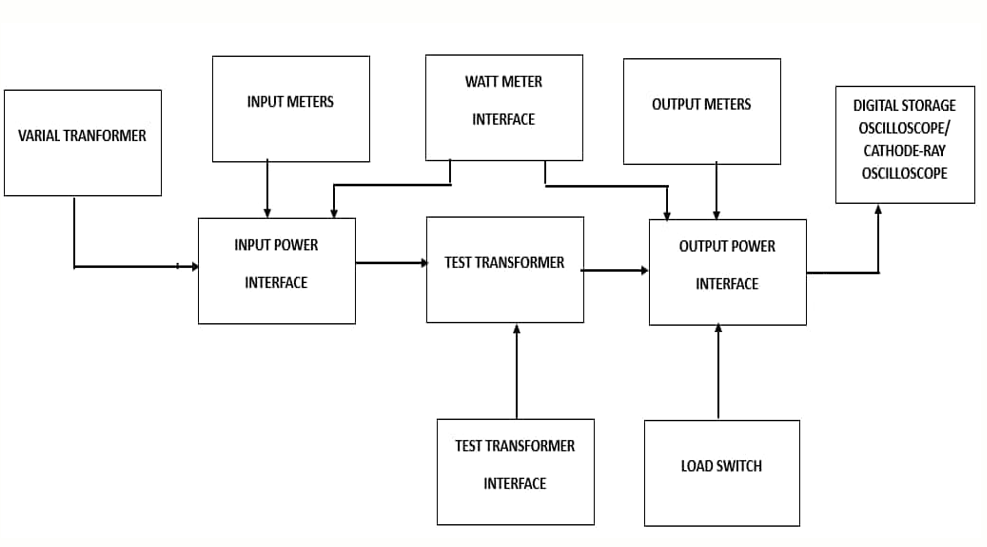 VARIAL TRANFORMER
INPUT METERS
WATT METER
INTERFACE
OUTPUT METERS
DIGITAL STORAGE
OSCILLOSCOPE/
CATHODE-RAY
OSCILLOSCOPE
INPUT POWER
INTERFACE
TEST TRANSFORMER
OUTPUT POWER
INTERFACE
TEST TRANSFORMER
INTERFACE
LOAD SWITCH